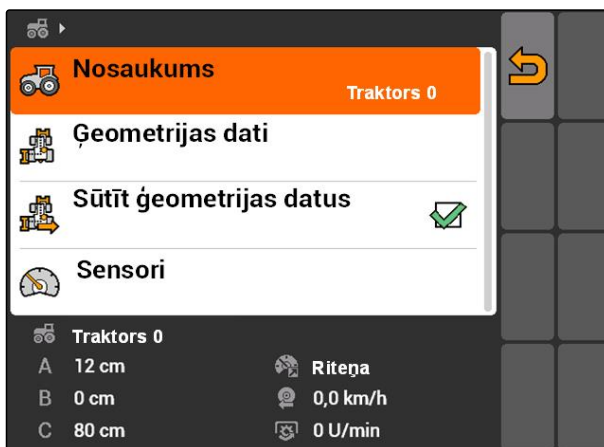 Nosaukums
Traktors 0
Ģeometrijas dati
Sūtīt ģeometrijas datus
Sensori
Traktors 0
A 12 cm Riteņa
B 0 cm 0,0 km/h
C 80 cm 0 U/min